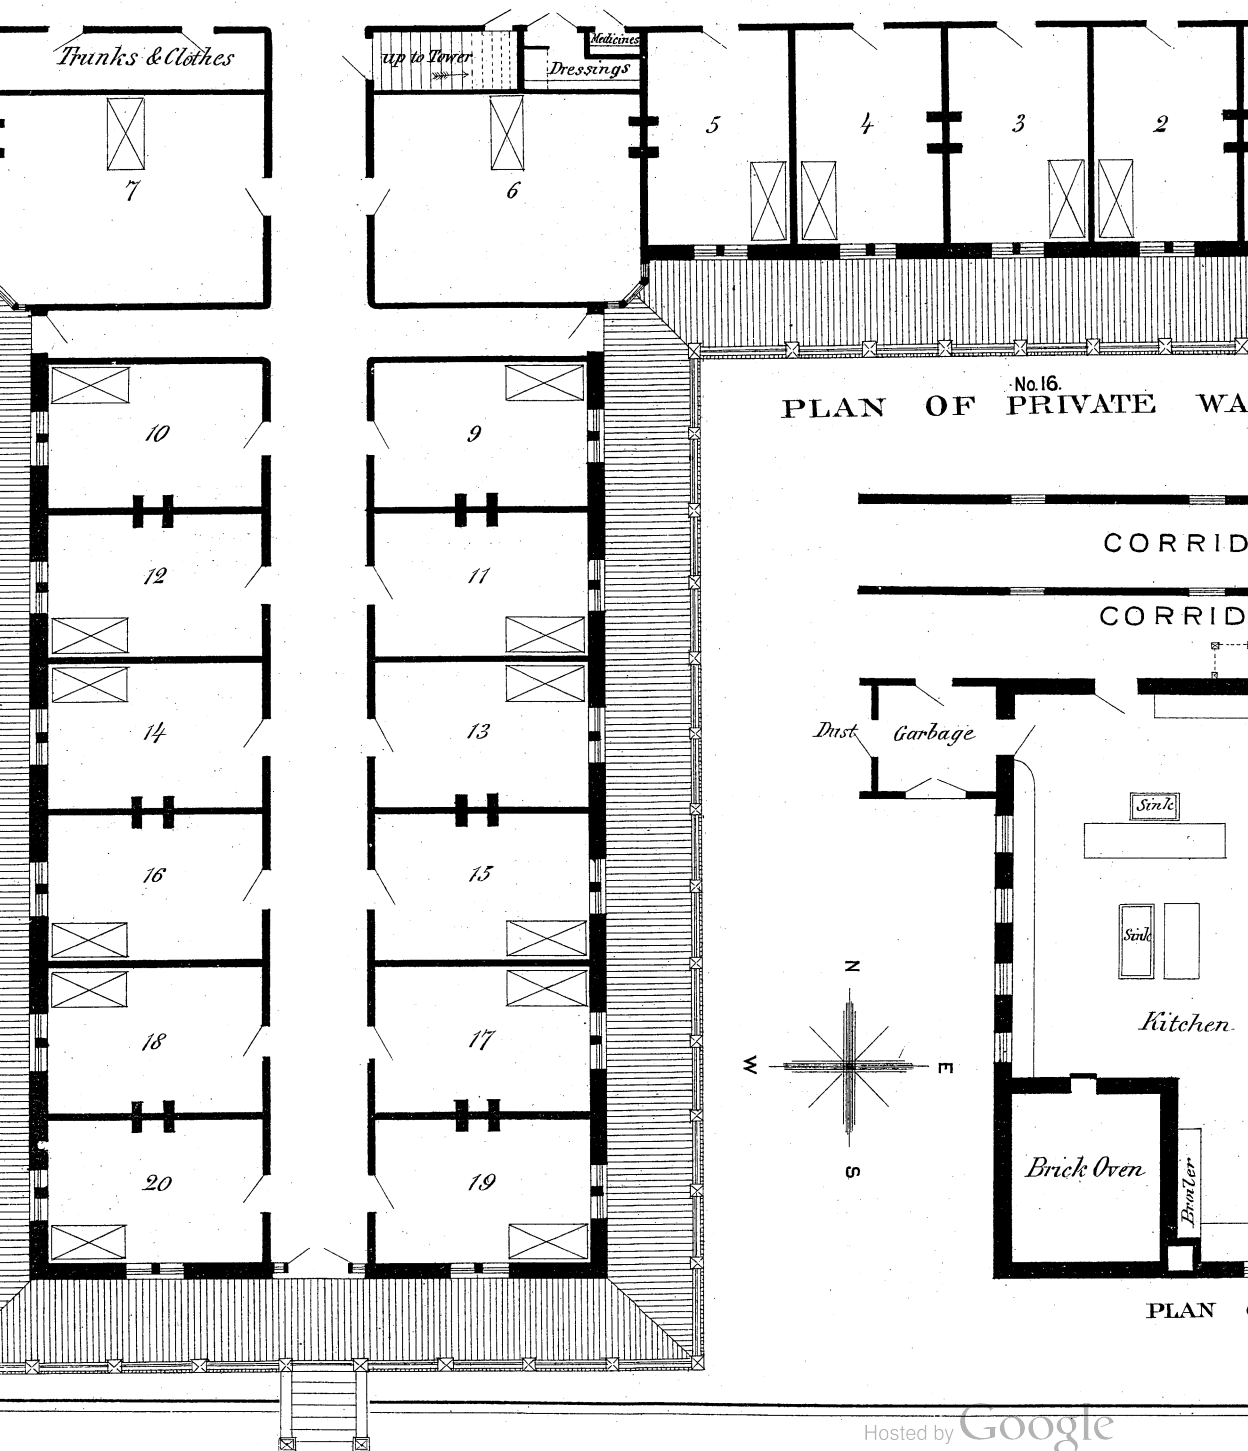 Trunks & Clothes
up to Tower
Medicines
Dressings
7
6
5
4
3
2
No. 16.
PLAN OF PRIVATE WA
10
9
CORRID
12
11
CORRID
14
13
Dust
Garbage
Sink
16
15
Sink
N
W
E
S
Kitchen
18
17
Brick Oven
Broiler
20
19
PLAN
Hosted by Google